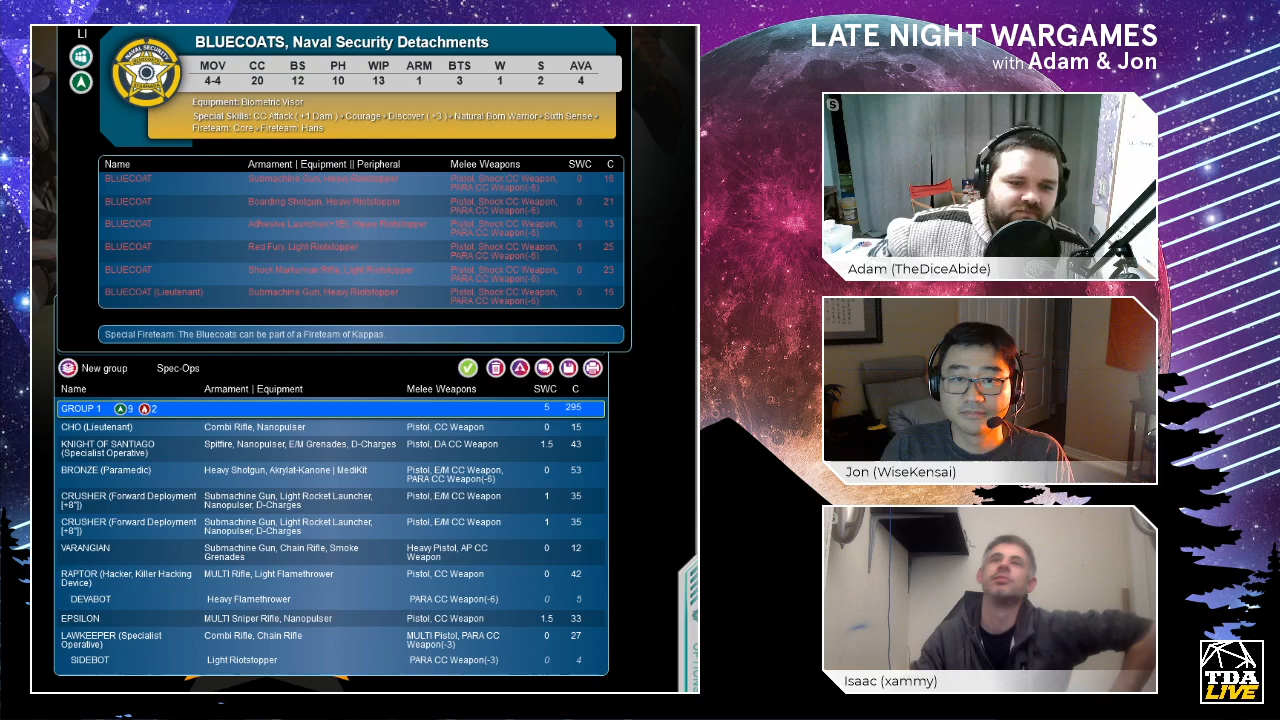 LI
BLUECOATS, Naval Security Detachments
MOV CC BS PH WIP ARM BTS W S AVA
4-4 20 12 10 13 1 3 1 2 4
Equipment: Biometric Visor
Special Skills: CC Attack ( +1 Dam ) • Courage • Discover ( +3 ) • Natural Born Warrior • Sixth Sense •
Fireteam: Core • Fireteam: Haris
Name Armament | Equipment || Peripheral Melee Weapons SWC C
BLUECOAT Submachine Gun, Heavy Riotstopper Pistol, Shock CC Weapon, 0 16
PARA CC Weapon(-6)
BLUECOAT Boarding Shotgun, Heavy Riotstopper Pistol, Shock CC Weapon, 0 21
PARA CC Weapon(-6)
BLUECOAT Adhesive Launcher(+1B), Heavy Riotstopper Pistol, Shock CC Weapon, 0 13
PARA CC Weapon(-6)
BLUECOAT Red Fury, Light Riotstopper Pistol, Shock CC Weapon, 1 25
PARA CC Weapon(-6)
BLUECOAT Shock Marksman Rifle, Light Riotstopper Pistol, Shock CC Weapon, 0 23
PARA CC Weapon(-6)
BLUECOAT (Lieutenant) Submachine Gun, Heavy Riotstopper Pistol, Shock CC Weapon, 0 16
PARA CC Weapon(-6)
Special Fireteam. The Bluecoats can be part of a Fireteam of Kappas.
New group Spec-Ops
Name Armament | Equipment Melee Weapons SWC C
GROUP 1 9 2 5 295
CHO (Lieutenant) Combi Rifle, Nanopulser Pistol, CC Weapon 0 15
KNIGHT OF SANTIAGO Spitfire, Nanopulser, E/M Grenades, D-Charges Pistol, DA CC Weapon 1.5 43
(Specialist Operative)
BRONZE (Paramedic) Heavy Shotgun, Akrylat-Kanone | MediKit Pistol, E/M CC Weapon, 0 53
PARA CC Weapon(-6)
CRUSHER (Forward Deployment Submachine Gun, Light Rocket Launcher, Pistol, E/M CC Weapon 1 35
[+8"]) Nanopulser, D-Charges
CRUSHER (Forward Deployment Submachine Gun, Light Rocket Launcher, Pistol, E/M CC Weapon 1 35
[+8"]) Nanopulser, D-Charges
VARANGIAN Submachine Gun, Chain Rifle, Smoke Heavy Pistol, AP CC 0 12
Grenades Weapon
RAPTOR (Hacker, Killer Hacking MULTI Rifle, Light Flamethrower Pistol, CC Weapon 0 42
Device)
DEVABOT Heavy Flamethrower PARA CC Weapon(-6) 0 5
EPSILON MULTI Sniper Rifle, Nanopulser Pistol, CC Weapon 1.5 33
LAWKEEPER (Specialist Combi Rifle, Chain Rifle MULTI Pistol, PARA CC 0 27
Operative) Weapon(-3)
SIDEBOT Light Riotstopper PARA CC Weapon(-3) 0 4
LATE NIGHT WARGAMES
with Adam & Jon
Adam (TheDiceAbide)
Jon (WiseKensai)
Isaac (xammy)
TDA
LIVE